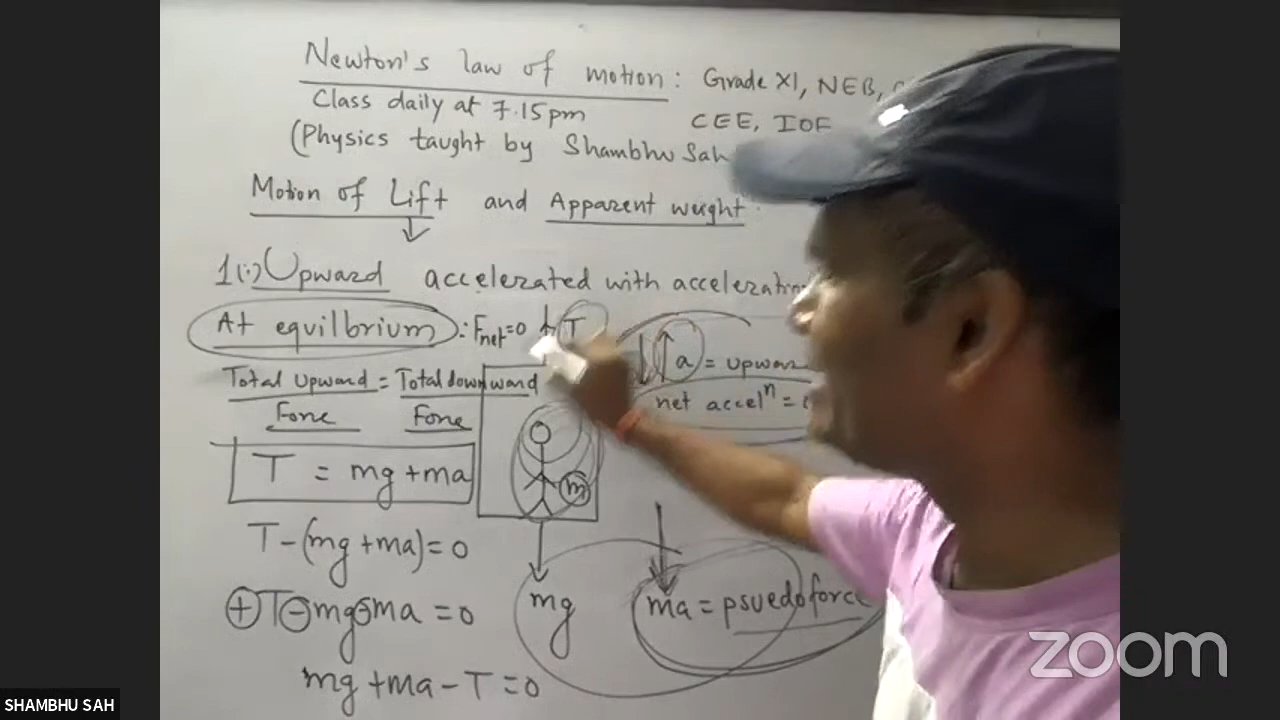 Newton's law of motion: Grade XI, NEB,
Class daily at 7.15pm CEE, IOE
(Physics taught by Shambhu Sah
Motion of Lift and Apparent weight
1(i) Upward accelerated with acceleration
At equilbrium : Fnet=0 T
a = upwar
Total upward = Total downward
Force Force
net accelⁿ =
T = mg +ma
m
T-(mg +ma)=0
mg
ma = psuedoforce
+T-mg-ma =0
mg +ma-T=0
zoom
SHAMBHU SAH